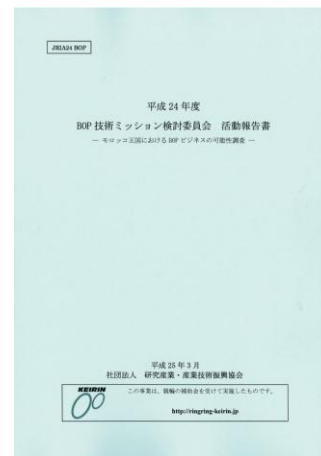 JRIA24 BOP
平成 24 年度
BOP 技術ミッション検討委員会 活動報告書
― モロッコ王国における BOP ビジネスの可能性調査 ―
平成 25 年 3 月
社団法人 研究産業・産業技術振興協会
KEIRIN
この事業は、競輪の補助金を受けて実施したものです。
http://ringring-keirin.jp